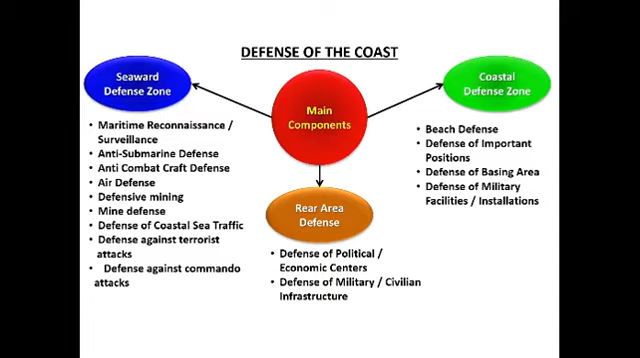 DEFENSE OF THE COAST
Seaward
Defense Zone
Main
Components
Coastal
Defense Zone
• Maritime Reconnaissance /
Surveillance
• Anti-Submarine Defense
• Anti Combat Craft Defense
• Air Defense
• Defensive mining
• Mine defense
• Defense of Coastal Sea Traffic
• Defense against terrorist
attacks
• Defense against commando
attacks
Rear Area
Defense
• Defense of Political /
Economic Centers
• Defense of Military / Civilian
Infrastructure
• Beach Defense
• Defense of Important
Positions
• Defense of Basing Area
• Defense of Military
Facilities / Installations